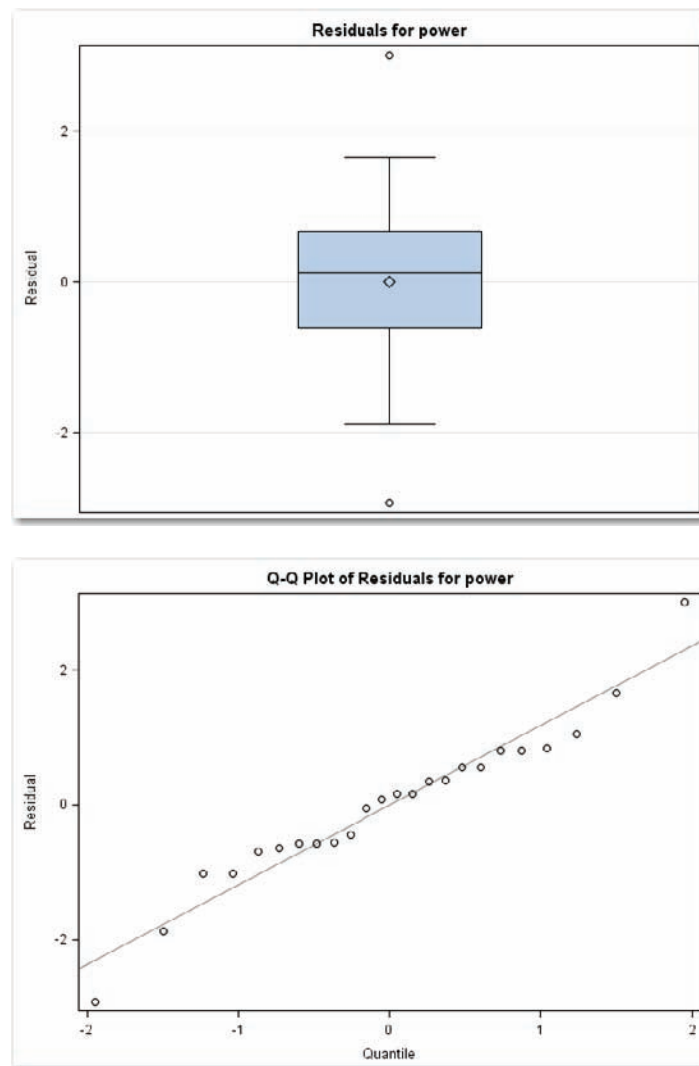 Residuals for power
2
0
-2
Residual
Q-Q Plot of Residuals for power
2
0
-2
Residual
-2 -1 0 1 2
Quantile